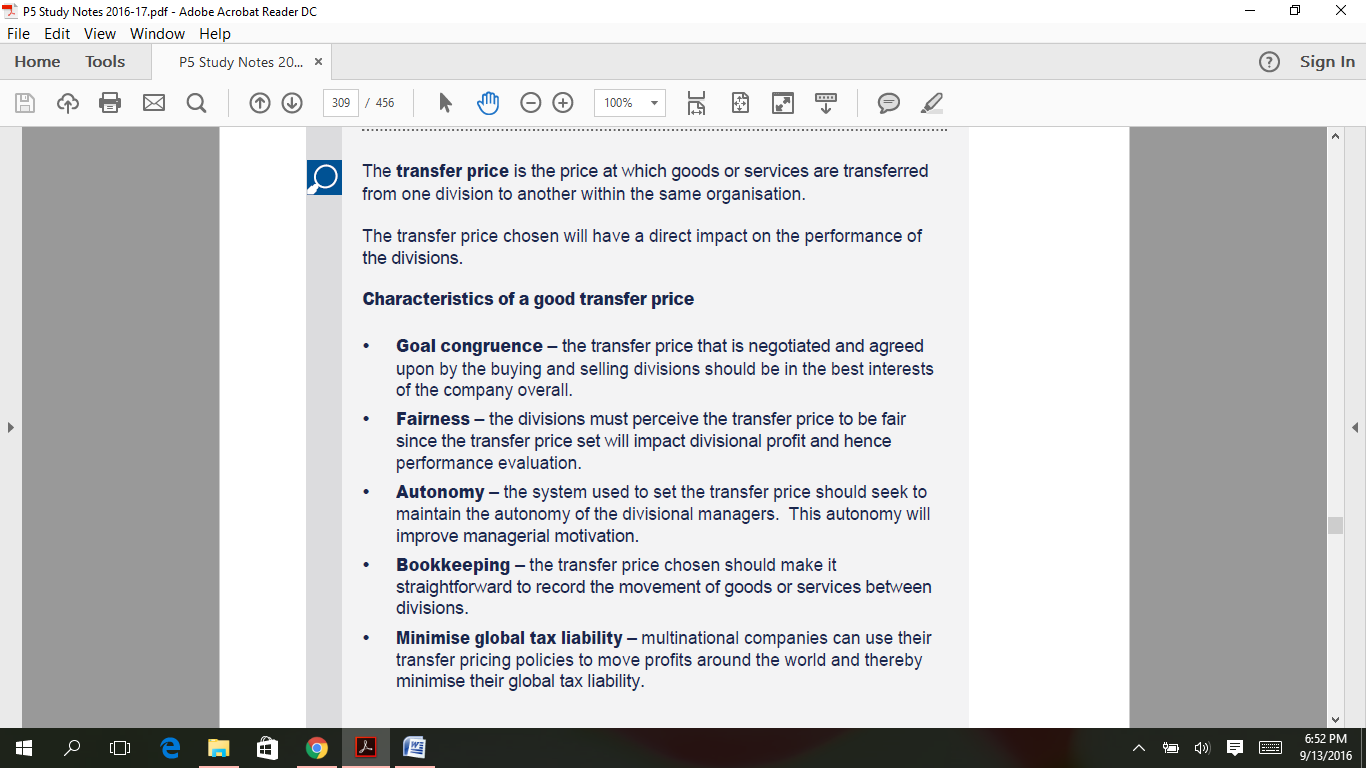 P5 Study Notes 2016-17.pdf - Adobe Acrobat Reader DC
File Edit View Window Help
Home Tools P5 Study Notes 20... × ? Sign In
309 / 456 100%
The transfer price is the price at which goods or services are transferred
from one division to another within the same organisation.
The transfer price chosen will have a direct impact on the performance of
the divisions.
Characteristics of a good transfer price
• Goal congruence – the transfer price that is negotiated and agreed
upon by the buying and selling divisions should be in the best interests
of the company overall.
• Fairness – the divisions must perceive the transfer price to be fair
since the transfer price set will impact divisional profit and hence
performance evaluation.
• Autonomy – the system used to set the transfer price should seek to
maintain the autonomy of the divisional managers. This autonomy will
improve managerial motivation.
• Bookkeeping – the transfer price chosen should make it
straightforward to record the movement of goods or services between
divisions.
• Minimise global tax liability – multinational companies can use their
transfer pricing policies to move profits around the world and thereby
minimise their global tax liability.
6:52 PM
9/13/2016